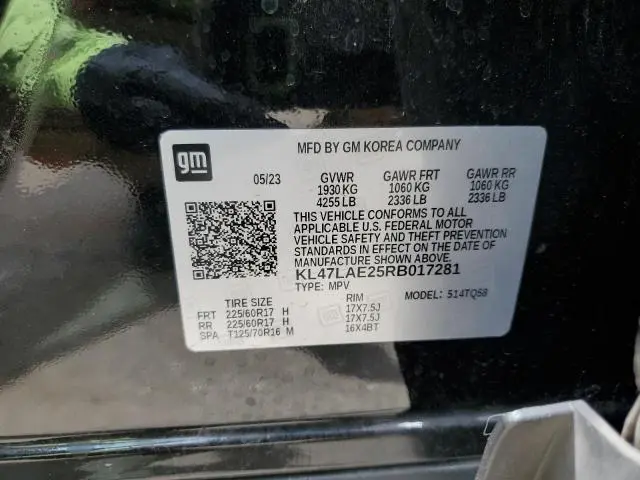 MFD BY GM KOREA COMPANY
gm
05/23 GVWR GAWR FRT GAWR RR
1930 KG 1060 KG 1060 KG
4255 LB 2336 LB 2336 LB
THIS VEHICLE CONFORMS TO ALL
APPLICABLE U.S. FEDERAL MOTOR
VEHICLE SAFETY AND THEFT PREVENTION
STANDARDS IN EFFECT ON THE DATE OF
MANUFACTURE SHOWN ABOVE.
KL47LAE25RB017281
TYPE: MPV MODEL: 514TQ58
TIRE SIZE RIM
FRT 225/60R17 H 17X7.5J
RR 225/60R17 H 17X7.5J
SPA T125/70R16 M 16X4BT